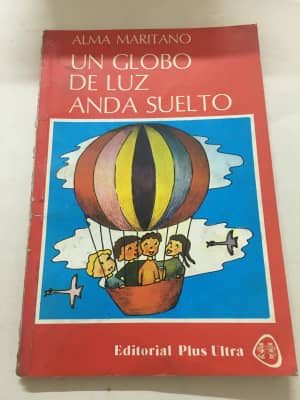 ALMA MARITANO
UN GLOBO
DE LUZ
ANDA SUELTO
Editorial Plus Ultra